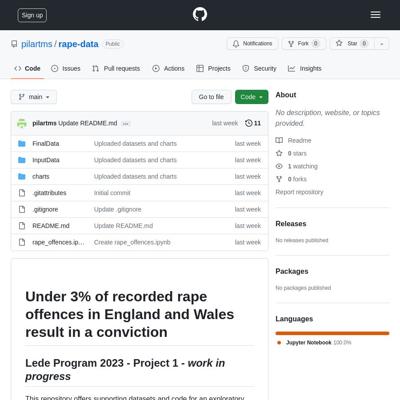 Sign up
pilartms / rape-data Public
Notifications
Fork 0
Star 0
Code
Issues
Pull requests
Actions
Projects
Security
Insights
main
Go to file
Code
About
No description, website, or topics
provided.
pilartms Update README.md ... last week 11
FinalData Uploaded datasets and charts last week
InputData Uploaded datasets and charts last week
charts Uploaded datasets and charts last week
.gitattributes Initial commit last week
.gitignore Update .gitignore last week
README.md Update README.md last week
rape_offences.ip... Create rape_offences.ipynb last week
Readme
0 stars
1 watching
0 forks
Report repository
Releases
No releases published
Packages
No packages published
Languages
Jupyter Notebook 100.0%
Under 3% of recorded rape
offences in England and Wales
result in a conviction
Lede Program 2023 - Project 1 - work in
progress
This repository offers supporting datasets and code for an exploratory